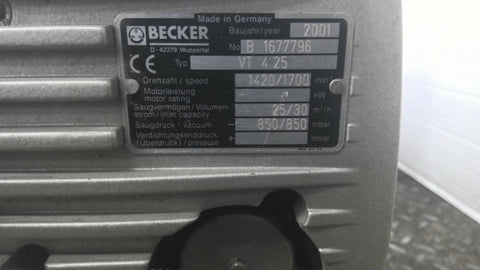 Made in Germany
BECKER
D - 42279 Wuppertal
Baujahr / year 2001
No B 1677796
CE
Typ VT 4.25
Drehzahl / speed 1420/1700 min
Motorleistung
motor rating kW
Saugvermögen / Volumen-
strom / inlet capacity 25/30 m³/h
Saugdruck / vacuum - 850/850 mbar
Verdichtungsenddruck
(Überdruck) / pressure + / mbar